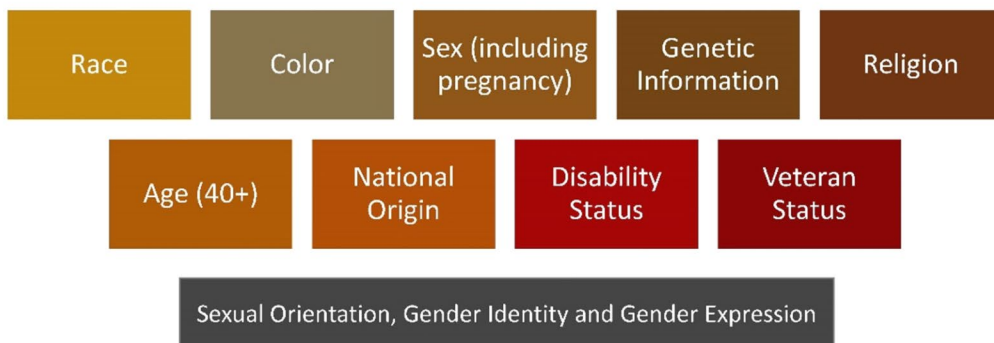 Race
Color
Sex (including
pregnancy)
Genetic
Information
Religion
Age (40+)
National
Origin
Disability
Status
Veteran
Status
Sexual Orientation, Gender Identity and Gender Expression